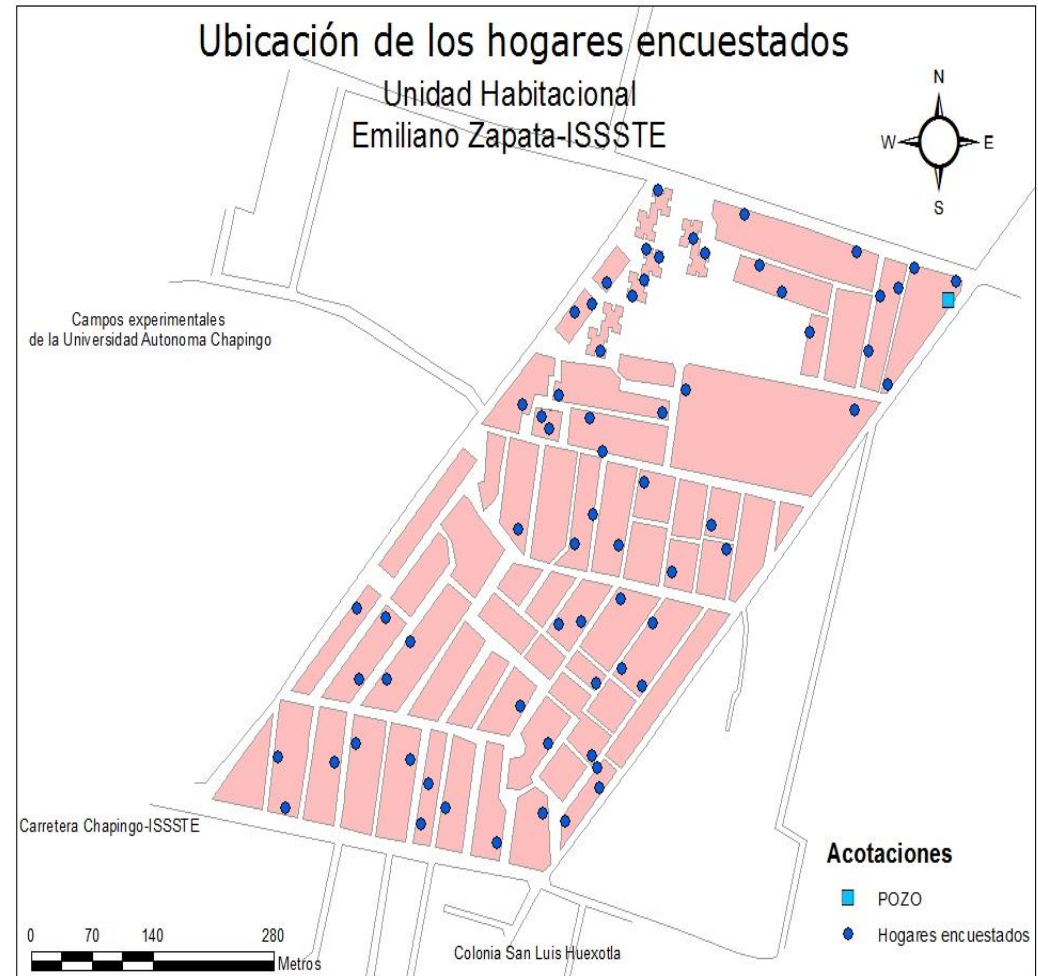 Ubicación de los hogares encuestados
Unidad Habitacional
Emiliano Zapata-ISSSTE
N
W
E
S
Campos experimentales
de la Universidad Autonoma Chapingo
Carretera Chapingo-ISSSTE
Acotaciones
POZO
Hogares encuestados
0 70 140 280
Metros
Colonia San Luis Huexotla